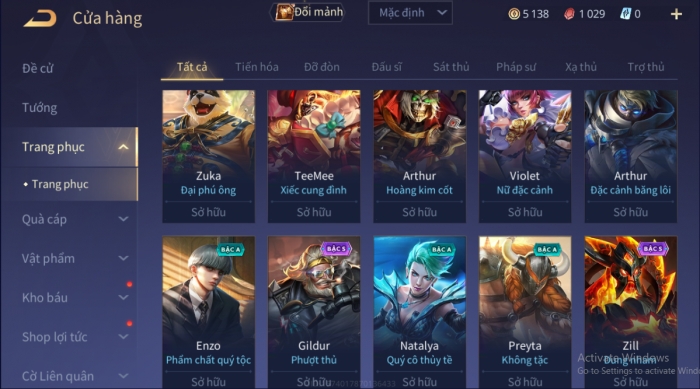 Cửa hàng
Đổi mảnh
Mặc định
5 138
1 029
0
Đề cử
Tướng
Trang phục
Trang phục
Quà cáp
Vật phẩm
Kho báu
Shop lợi tức
Cờ Liên quân
Tất cả Tiến hóa Đỡ đòn Đấu sĩ Sát thủ Pháp sư Xạ thủ Trợ thủ
Zuka
Đại phú ông
Sở hữu
TeeMee
Xiếc cung đình
Sở hữu
Arthur
Hoàng kim cốt
Sở hữu
Violet
Nữ đặc cảnh
Sở hữu
Arthur
Đặc cảnh băng lôi
Sở hữu
BẬC A
Enzo
Phẩm chất quý tộc
Sở hữu
BẬC S
Gildur
Phượt thủ
Sở hữu
BẬC A
Natalya
Quý cô thủy tề
Sở hữu
BẬC A
Preyta
Không tặc
Sở hữu
BẬC S
Zill
Dung nham
Sở hữu
Activate Windows
Go to Settings to activate Wind